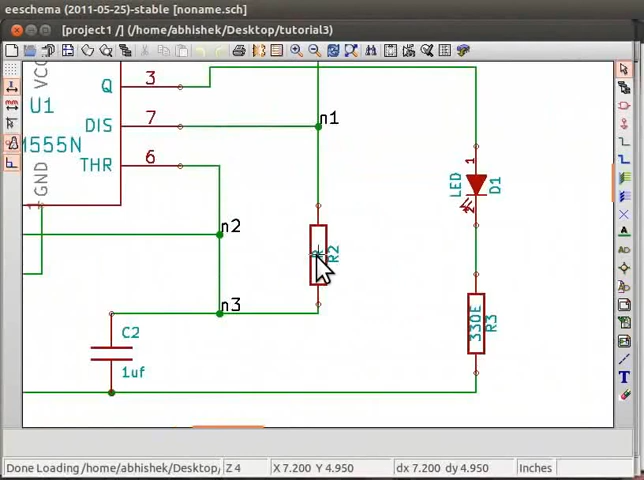 eeschema (2011-05-25)-stable [noname.sch]
[project1 /] (/home/abhishek/Desktop/tutorial3)
VCC
Q
3
U1
DIS
7
n1
M555N
THR
6
1
LED
D1
2
GND
n2
R
R2
n3
C2
330E
R3
1uf
Done Loading /home/abhishek/Desktop/
Z 4
X 7.200 Y 4.950
dx 7.200 dy 4.950
Inches